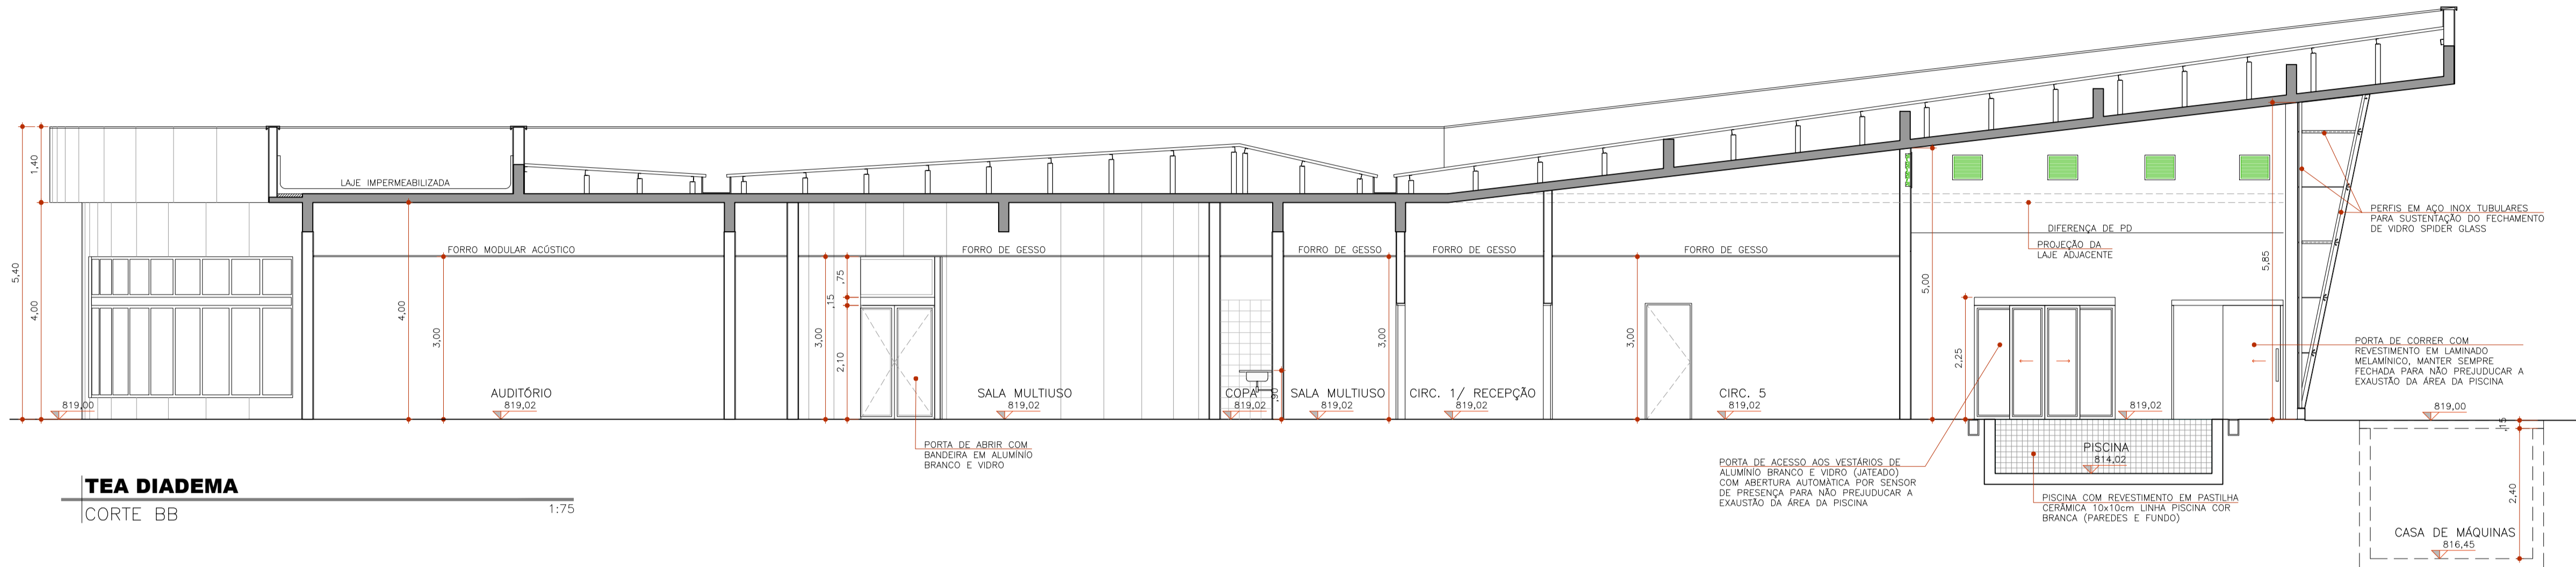 LAJE IMPERMEABILIZADA
1,40
5,40
4,00
FORRO MODULAR ACÚSTICO
FORRO DE GESSO
FORRO DE GESSO
FORRO DE GESSO
FORRO DE GESSO
4,00
3,00
3,00
,15
,75
2,10
3,00
,90
3,00
5,00
2,25
5,85
DIFERENÇA DE PD
PROJEÇÃO DA
LAJE ADJACENTE
PERFIS EM AÇO INOX TUBULARES
PARA SUSTENTAÇÃO DO FECHAMENTO
DE VIDRO SPIDER GLASS
PORTA DE CORRER COM
REVESTIMENTO EM LAMINADO
MELAMÍNICO, MANTER SEMPRE
FECHADA PARA NÃO PREJUDUCAR A
EXAUSTÃO DA ÁREA DA PISCINA
819,00
AUDITÓRIO
819,02
SALA MULTIUSO
819,02
COPA
819,02
SALA MULTIUSO
819,02
CIRC. 1/ RECEPÇÃO
819,02
CIRC. 5
819,02
819,02
819,00
PORTA DE ABRIR COM
BANDEIRA EM ALUMÍNIO
BRANCO E VIDRO
PORTA DE ACESSO AOS VESTÁRIOS DE
ALUMÍNIO BRANCO E VIDRO (JATEADO)
COM ABERTURA AUTOMÁTICA POR SENSOR
DE PRESENÇA PARA NÃO PREJUDUCAR A
EXAUSTÃO DA ÁREA DA PISCINA
PISCINA
814,02
PISCINA COM REVESTIMENTO EM PASTILHA
CERÂMICA 10x10cm LINHA PISCINA COR
BRANCA (PAREDES E FUNDO)
,15
2,40
CASA DE MÁQUINAS
816,45
TEA DIADEMA
CORTE BB
1:75